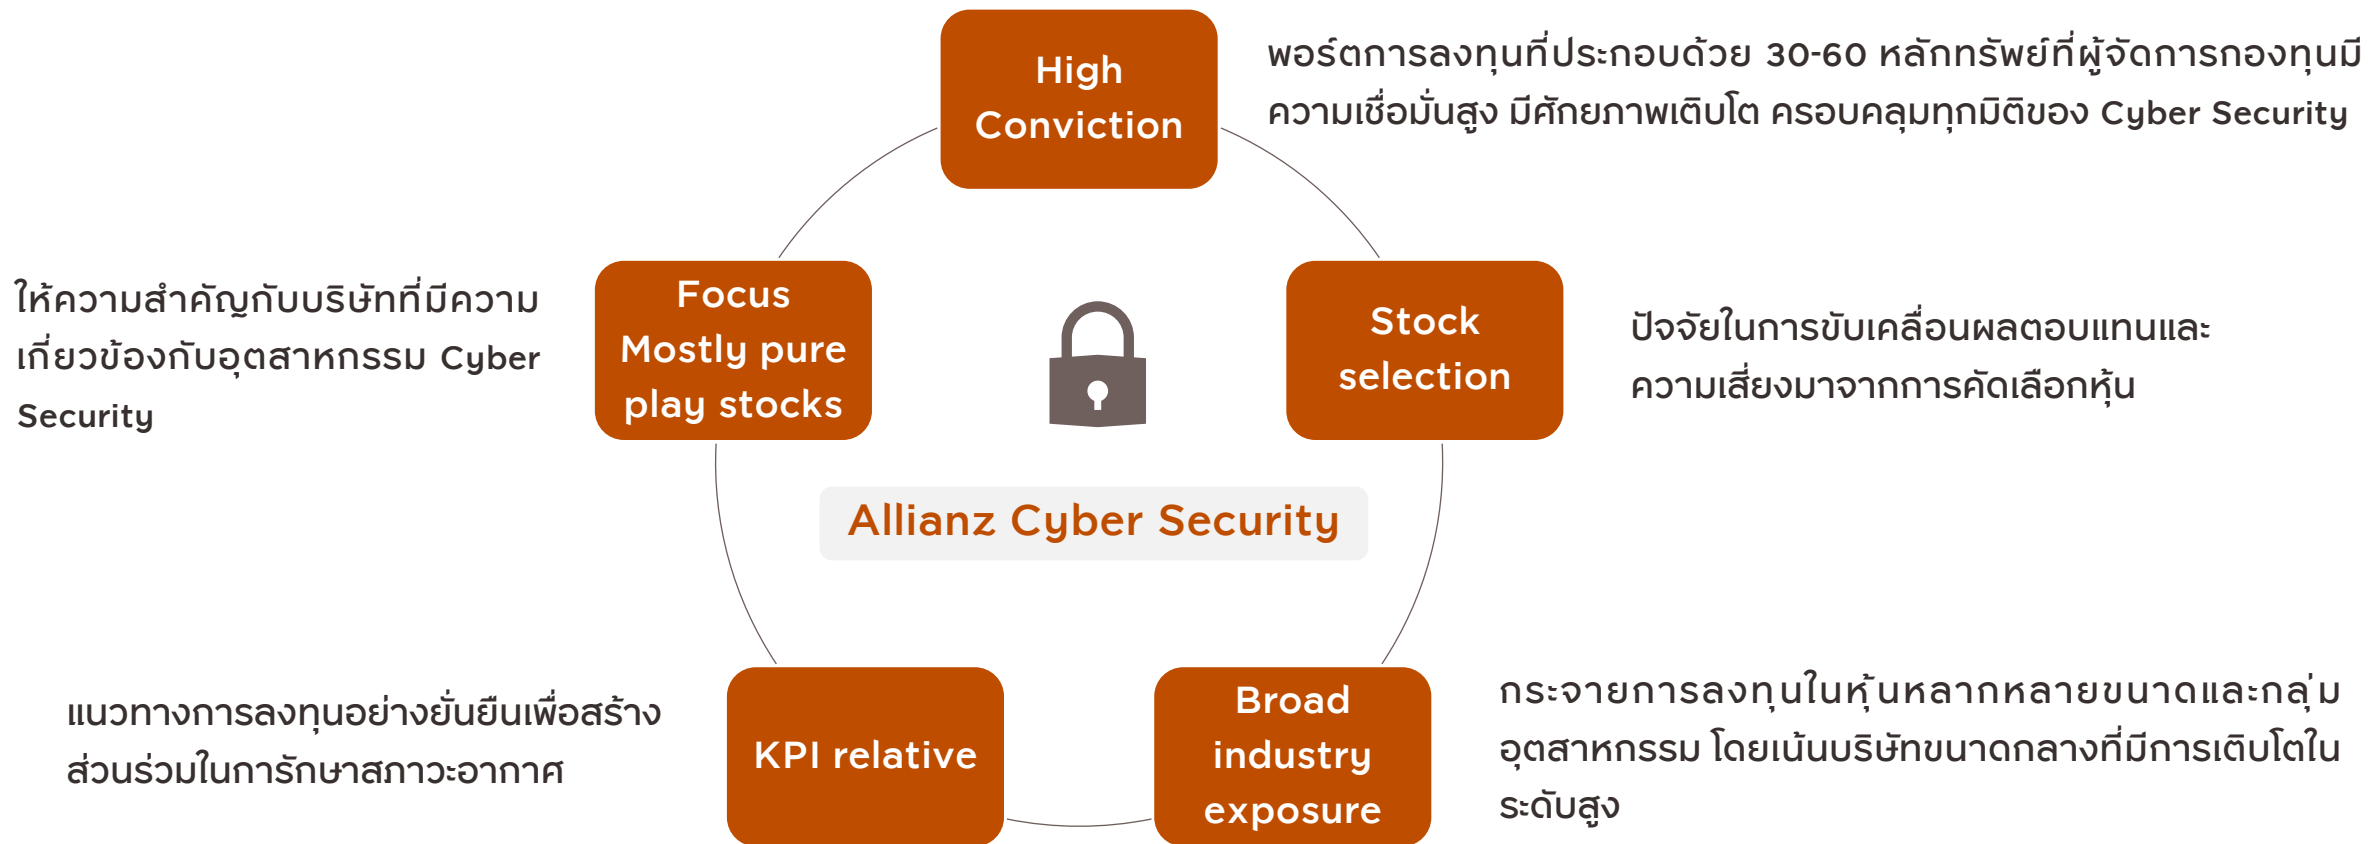 High
Conviction
พอร์ตการลงทุนที่ประกอบด้วย 30-60 หลักทรัพย์ที่ผู้จัดการกองทุนมี
ความเชื่อมั่นสูง มีศักยภาพเติบโต ครอบคลุมทุกมิติของ Cyber Security
ให้ความสำคัญกับบริษัทที่มีความ
เกี่ยวข้องกับอุตสาหกรรม Cyber
Security
Focus
Mostly pure
play stocks
Stock
selection
ปัจจัยในการขับเคลื่อนผลตอบแทนและ
ความเสี่ยงมาจากการคัดเลือกหุ้น
Allianz Cyber Security
แนวทางการลงทุนอย่างยั่งยืนเพื่อสร้าง
ส่วนร่วมในการักษาสภาวะอากาศ
KPI relative
Broad
industry
exposure
กระจายการลงทุนในหุ้นหลากหลายขนาดและกลุ่ม
อุตสาหกรรม โดยเน้นบริษัทขนาดกลางที่มีการเติบโตใน
ระดับสูง